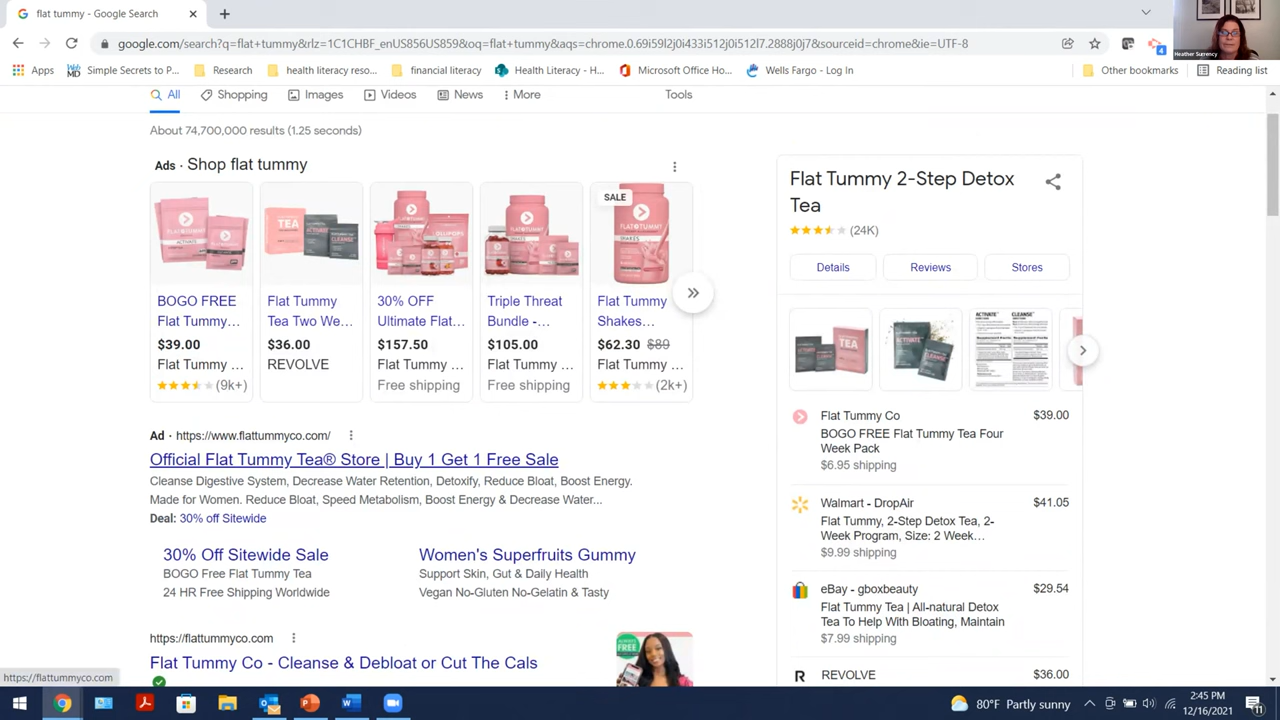 flat tummy - Google Search
google.com/search?q=flat+tummy&rlz=1C1CHBF_enUS856US859&oq=flat+tummy&aqs=chrome.0.69i59l2j0i433i512j0i512l7.2888j0j7&sourceid=chrome&ie=UTF-8
Heather Surrency
Apps
Simple Secrets to P...
Research
health literacy reso...
financial literacy
Health Literacy - H...
Microsoft Office Ho...
Wells Fargo - Log In
Other bookmarks
Reading list
All
Shopping
Images
Videos
News
More
Tools
About 74,700,000 results (1.25 seconds)
Ads · Shop flat tummy
SALE
BOGO FREE
Flat Tummy…
$39.00
Flat Tummy …
(9k+)
Flat Tummy
Tea Two We…
$36.00
REVOLVE
30% OFF
Ultimate Flat…
$157.50
Flat Tummy …
Free shipping
Triple Threat
Bundle - …
$105.00
Flat Tummy …
Free shipping
Flat Tummy
Shakes…
$62.30 $89
Flat Tummy …
(2k+)
Ad · https://www.flattummyco.com/
Official Flat Tummy Tea® Store | Buy 1 Get 1 Free Sale
Cleanse Digestive System, Decrease Water Retention, Detoxify, Reduce Bloat, Boost Energy.
Made for Women. Reduce Bloat, Speed Metabolism, Boost Energy & Decrease Water...
Deal: 30% off Sitewide
30% Off Sitewide Sale
BOGO Free Flat Tummy Tea
24 HR Free Shipping Worldwide
Women's Superfruits Gummy
Support Skin, Gut & Daily Health
Vegan No-Gluten No-Gelatin & Tasty
https://flattummyco.com
Flat Tummy Co - Cleanse & Debloat or Cut The Cals
FREE
Flat Tummy 2-Step Detox
Tea
(24K)
Details
Reviews
Stores
TEA
ACTIVATE
CLEANSE
Flat Tummy Co
$39.00
BOGO FREE Flat Tummy Tea Four
Week Pack
$6.95 shipping
Walmart - DropAir
$41.05
Flat Tummy, 2-Step Detox Tea, 2-
Week Program, Size: 2 Week…
$9.99 shipping
eBay - gboxbeauty
$29.54
Flat Tummy Tea | All-natural Detox
Tea To Help With Bloating, Maintain
$7.99 shipping
REVOLVE
$36.00
https://flattummyco.com
80°F Partly sunny
2:45 PM
12/16/2021
11